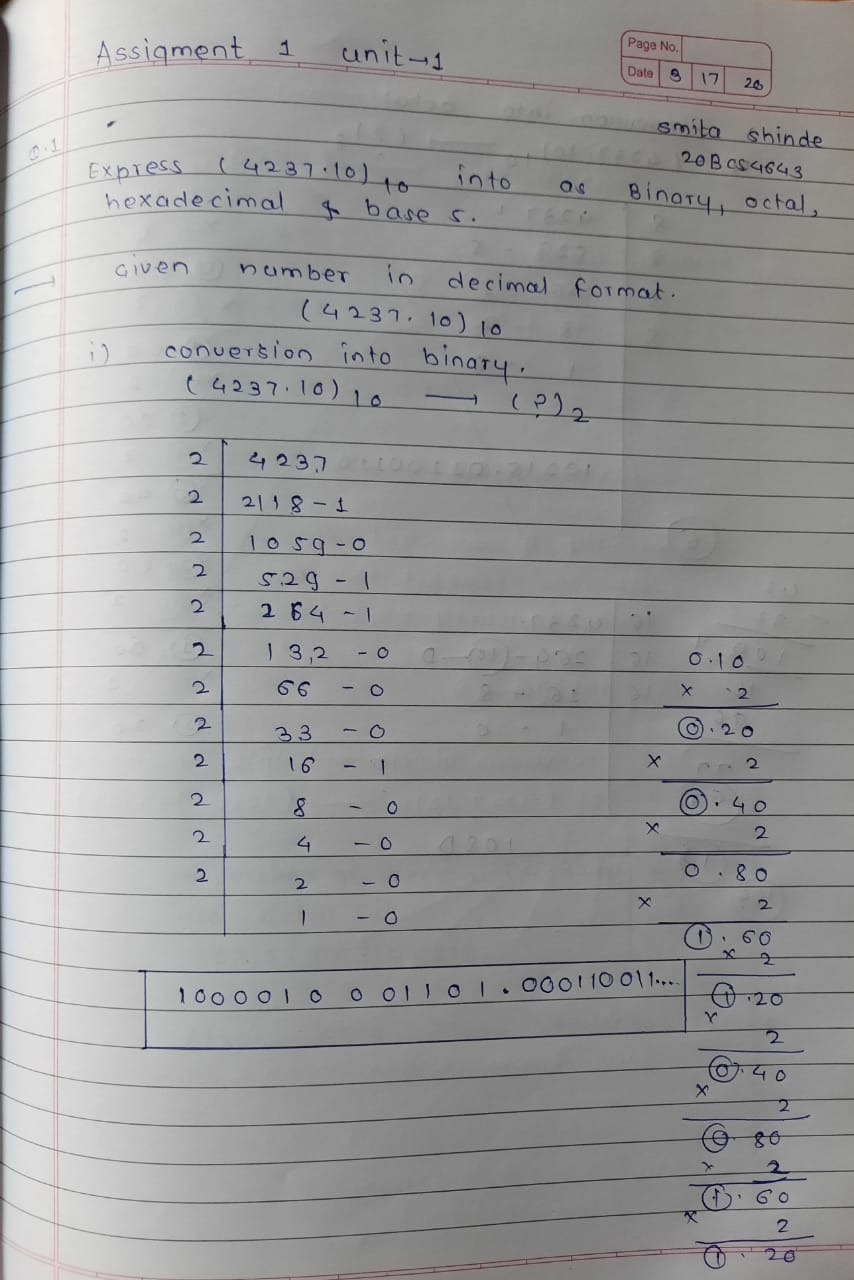 Assigment 1 unit→1
Page No.
Date 8 17 20
smita shinde
20BCS4643
Q.1
Express (4237.10)10 into as Binary, octal,
hexadecimal & base 5.
→ Given number in decimal format.
(4237.10)10
i) conversion into binary.
(4237.10)10 → (?)2
2 4237
2 2118 - 1
2 1059 - 0
2 529 - 1
2 264 - 1
2 132 - 0
2 66 - 0
2 33 - 0
2 16 - 1
2 8 - 0
2 4 - 0
2 2 - 0
1 - 0
1000010 0 01101.000110011....
0.10
x 2
0.20
x 2
0.40
x 2
0.80
x 2
1.60
x 2
1.20
x 2
0.40
x 2
0.80
x 2
1.60
x 2
1.20